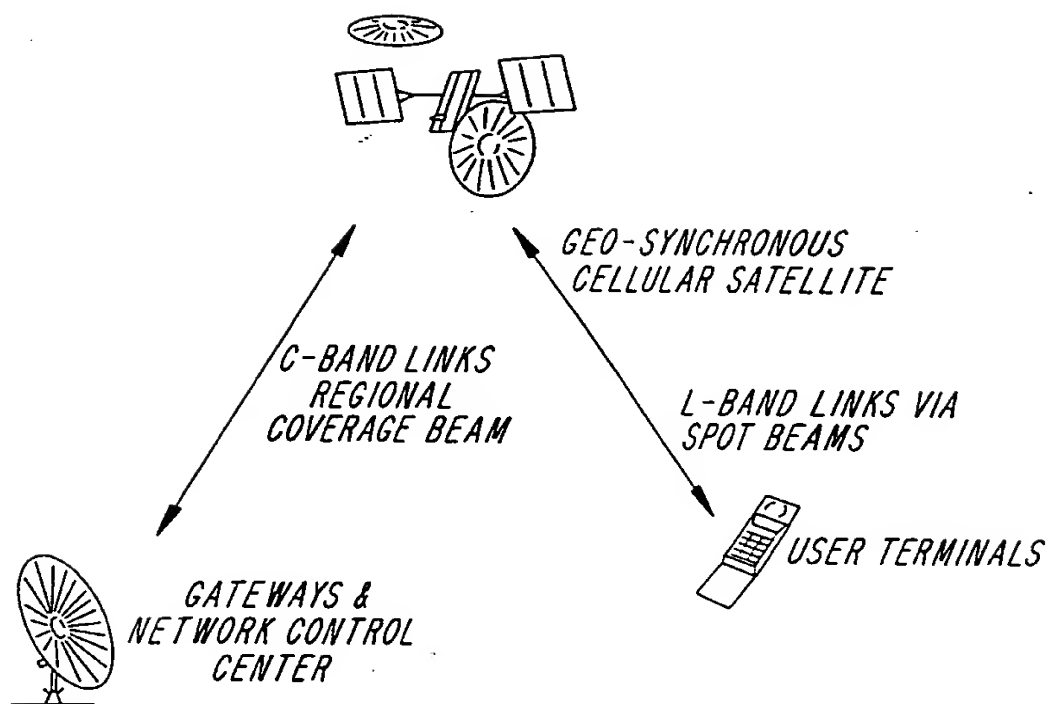 GEO-SYNCHRONOUS
CELLULAR SATELLITE
C-BAND LINKS
REGIONAL
COVERAGE BEAM
L-BAND LINKS VIA
SPOT BEAMS
USER TERMINALS
GATEWAYS &
NETWORK CONTROL
CENTER